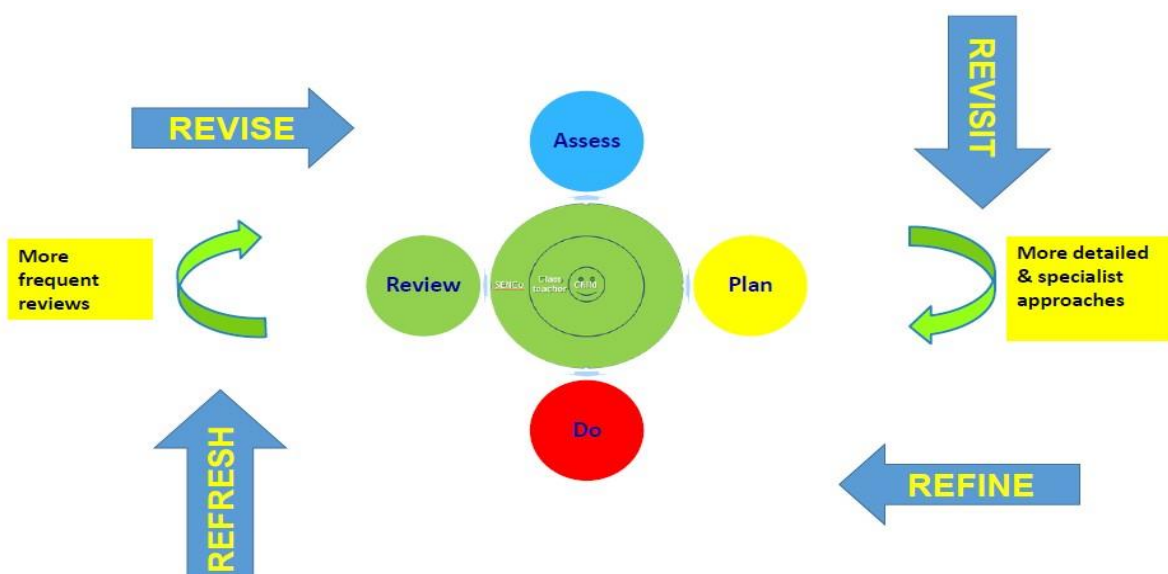 REVISE
REVISIT
Assess
More
frequent
reviews
Review
SENCo
Class
teacher
Child
Plan
More detailed
& specialist
approaches
Do
REFRESH
REFINE